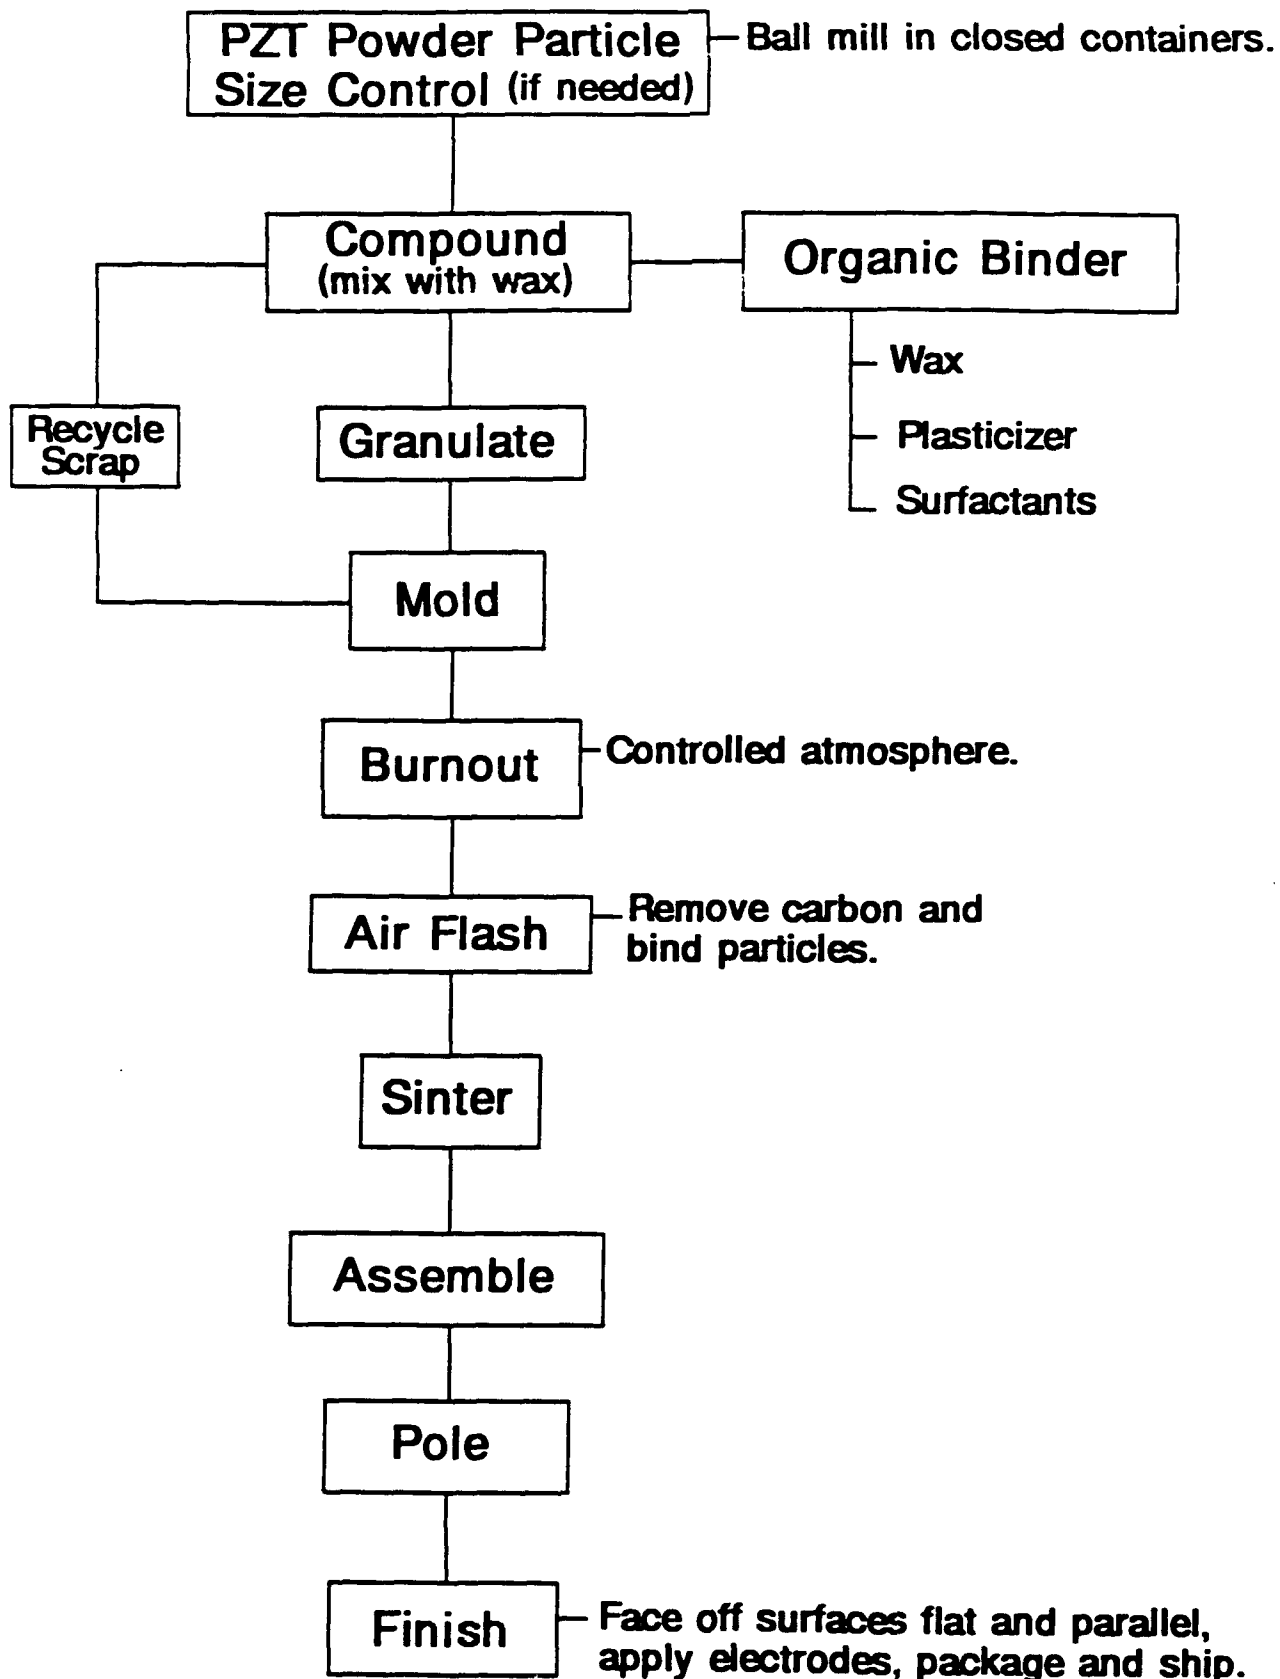 PZT Powder Particle
Size Control (if needed)
Ball mill in closed containers.
Compound
(mix with wax)
Organic Binder
Wax
Plasticizer
Surfactants
Recycle
Scrap
Granulate
Mold
Burnout
Controlled atmosphere.
Air Flash
Remove carbon and
bind particles.
Sinter
Assemble
Pole
Finish
Face off surfaces flat and parallel,
apply electrodes, package and ship.